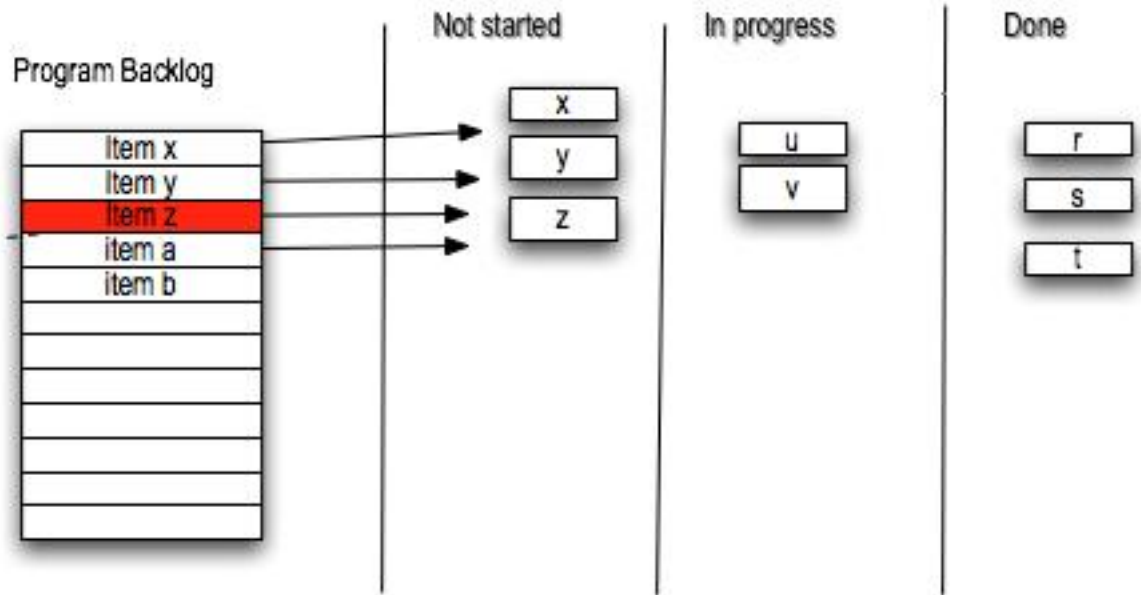 Not started
In progress
Done
Program Backlog
Item x
Item y
Item z
item a
item b
x
y
z
u
v
r
s
t